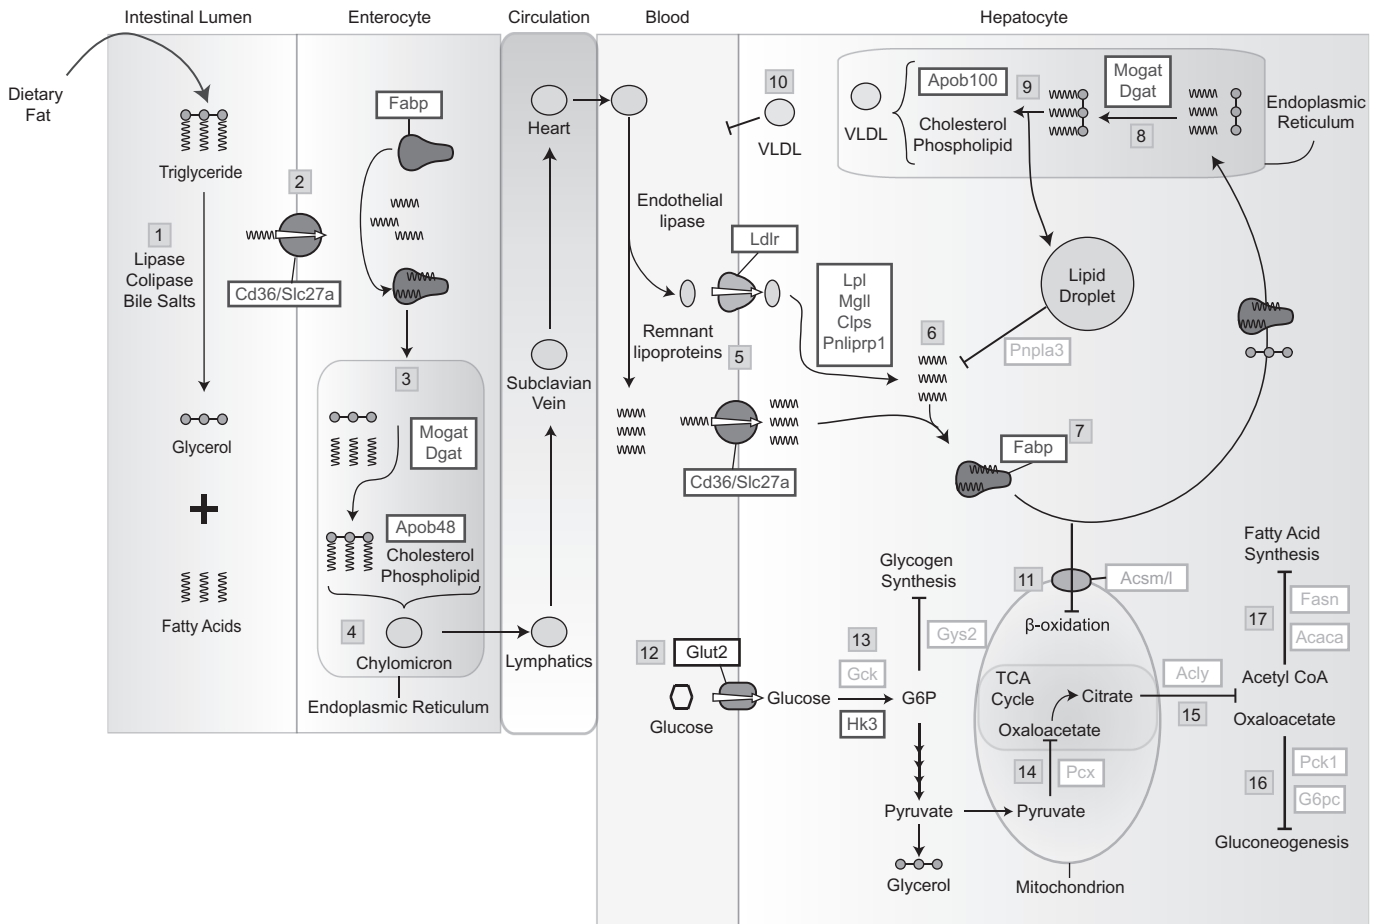 Intestinal Lumen
Enterocyte
Circulation
Blood
Hepatocyte
Dietary
Fat
Triglyceride
1
Lipase
Colipase
Bile Salts
Glycerol
+
Fatty Acids
2
Cd36/Slc27a
Fabp
3
Mogat
Dgat
Apob48
Cholesterol
Phospholipid
4
Chylomicron
Endoplasmic Reticulum
Heart
Subclavian
Vein
Lymphatics
Endothelial
lipase
Remnant
lipoproteins
5
Ldlr
Cd36/Slc27a
10
VLDL
VLDL
Apob100
Cholesterol
Phospholipid
9
Mogat
Dgat
8
Endoplasmic
Reticulum
Lipid
Droplet
Lpl
Mgll
Clps
Pnliprp1
6
Pnpla3
Fabp
7
12
Glut2
Glucose
Glucose
13
Gck
Hk3
G6P
Glycogen
Synthesis
Gys2
Pyruvate
Glycerol
11
Acsm/l
β-oxidation
TCA
Cycle
Citrate
Oxaloacetate
14
Pcx
Pyruvate
Mitochondrion
Acly
15
Fatty Acid
Synthesis
17
Fasn
Acaca
Acetyl CoA
Oxaloacetate
16
Pck1
G6pc
Gluconeogenesis